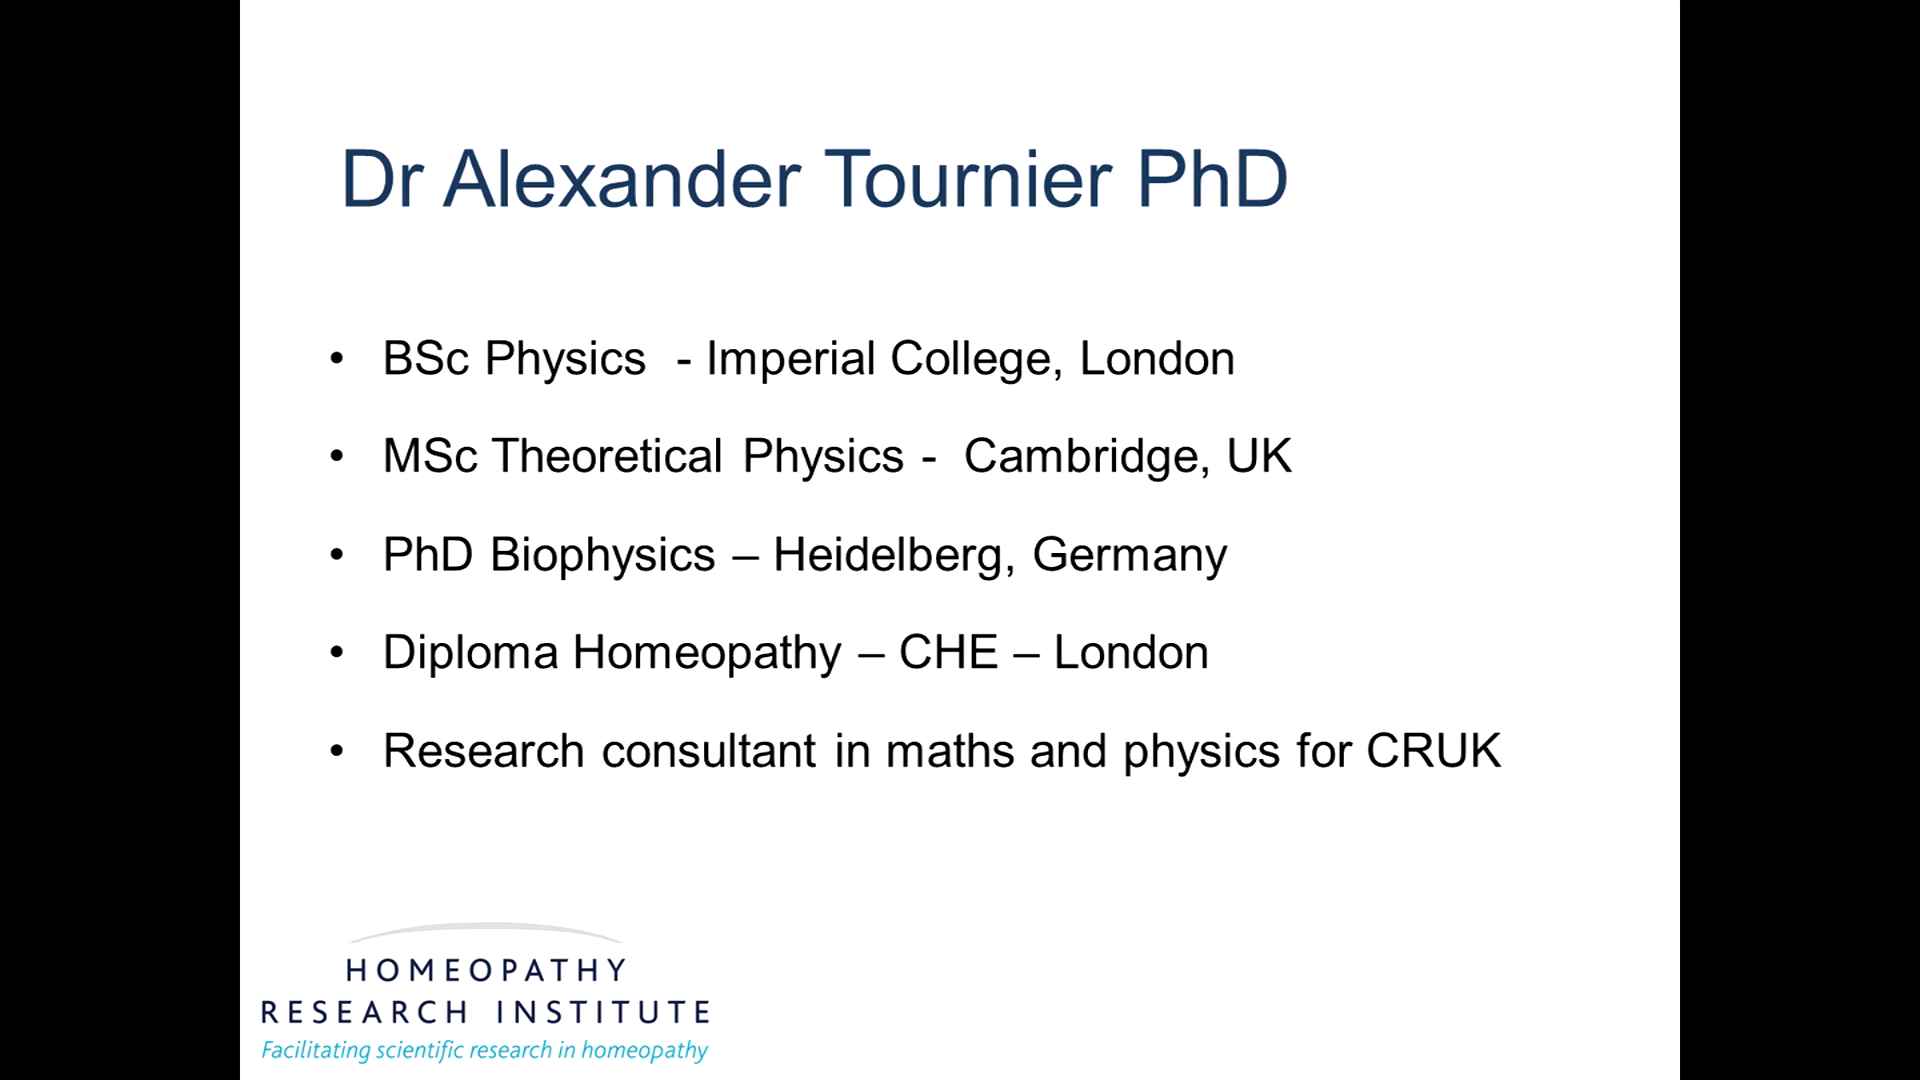 Dr Alexander Tournier PhD
• BSc Physics - Imperial College, London
• MSc Theoretical Physics - Cambridge, UK
• PhD Biophysics – Heidelberg, Germany
• Diploma Homeopathy – CHE – London
• Research consultant in maths and physics for CRUK
HOMEOPATHY
RESEARCH INSTITUTE
Facilitating scientific research in homeopathy